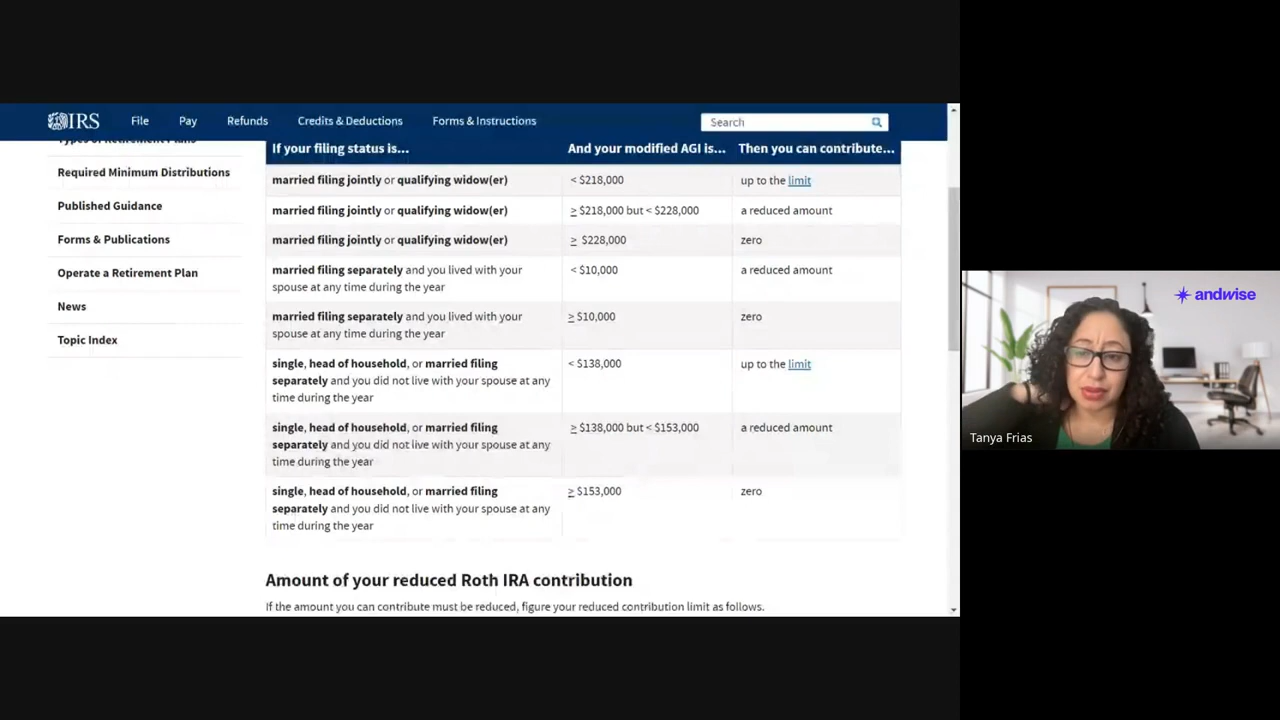 IRS File Pay Refunds Credits & Deductions Forms & Instructions Search
Types of Retirement Plans
Required Minimum Distributions
Published Guidance
Forms & Publications
Operate a Retirement Plan
News
Topic Index
If your filing status is... And your modified AGI is... Then you can contribute...
married filing jointly or qualifying widow(er) < $218,000 up to the limit
married filing jointly or qualifying widow(er) ≥ $218,000 but < $228,000 a reduced amount
married filing jointly or qualifying widow(er) ≥ $228,000 zero
married filing separately and you lived with your < $10,000 a reduced amount
spouse at any time during the year
married filing separately and you lived with your ≥ $10,000 zero
spouse at any time during the year
single, head of household, or married filing < $138,000 up to the limit
separately and you did not live with your spouse at any
time during the year
single, head of household, or married filing ≥ $138,000 but < $153,000 a reduced amount
separately and you did not live with your spouse at any
time during the year
single, head of household, or married filing ≥ $153,000 zero
separately and you did not live with your spouse at any
time during the year
Amount of your reduced Roth IRA contribution
If the amount you can contribute must be reduced, figure your reduced contribution limit as follows.
andwise
Tanya Frias